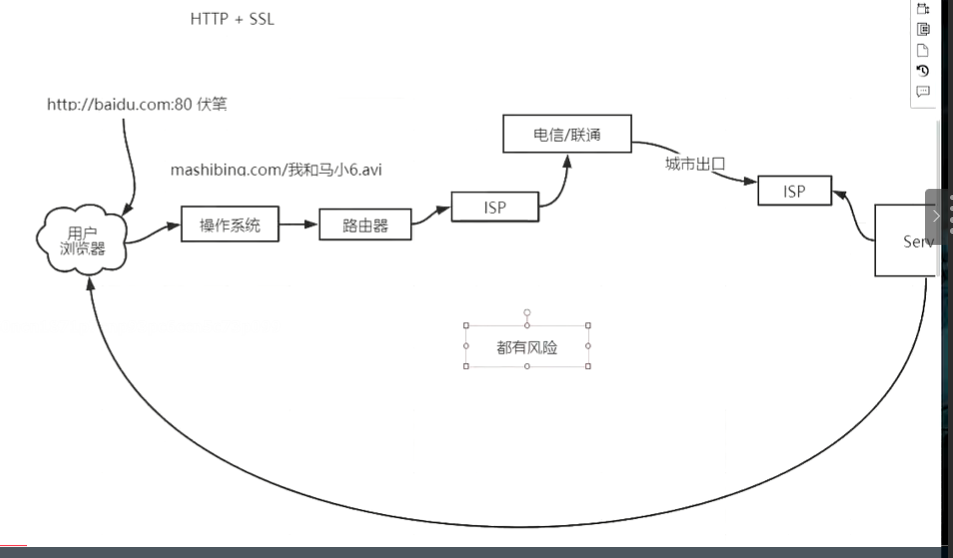 HTTP + SSL
http://baidu.com:80 伏笔
mashibing.com/我和马小6.avi
电信/联通
城市出口
ISP
ISP
操作系统
路由器
用户
浏览器
Serv
都有风险